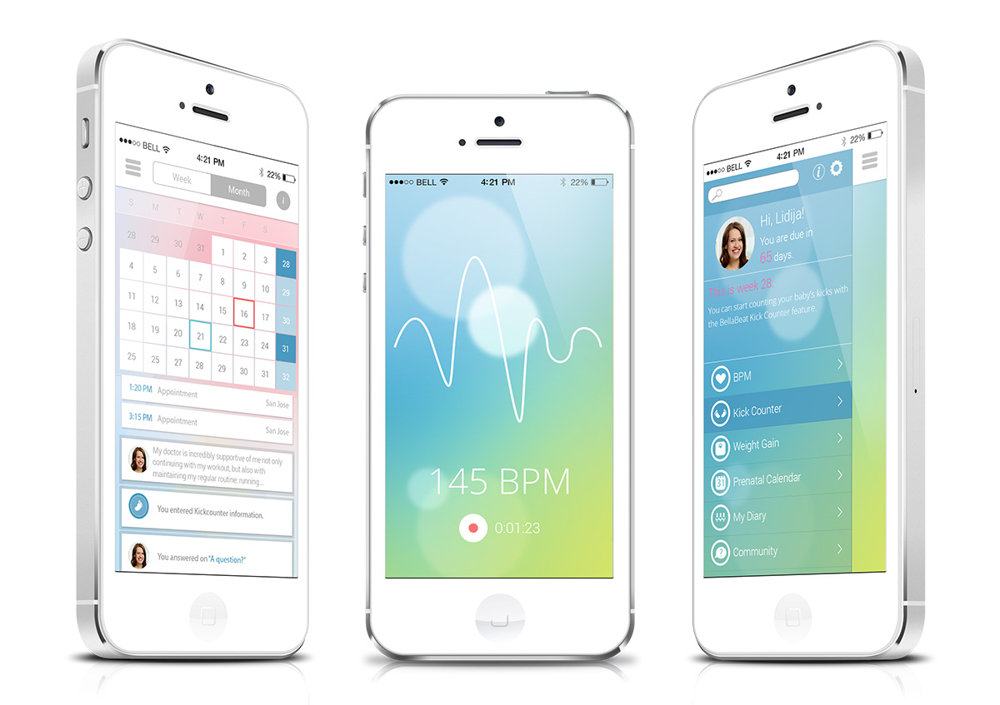 ●●●○○ BELL 4:21 PM 22%
Week Month i
S M T W T F S
28 29 30 31 1 2 3 28
4 5 6 7 8 9 10 29
11 12 13 14 15 16 17 30
18 19 20 21 22 23 24 31
25 25 27 28 29 30 31 32
1:20 PM Appointment
San Jose
3:15 PM Appointment
San Jose
My doctor is incredibly supportive of me not only
continuing with my workout, but also with
maintaining my regular routine: running ...
You entered Kickcounter information.
You answered on "A question?"
●●●○○ BELL 4:21 PM 22%
145 BPM
0:01:23
●●●○○ BELL 4:21 PM 22%
i
Hi, Lidija!
You are due in
65 days.
This is week 28.
You can start counting your baby's kicks with
the BellaBeat Kick Counter feature.
BPM
Kick Counter
Weight Gain
31 Prenatal Calendar
My Diary
? Community